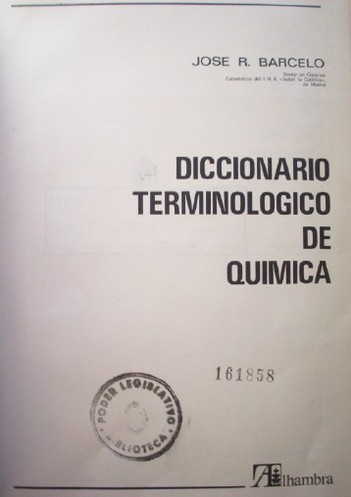 JOSE R. BARCELO
Doctor en Ciencias
Catedrático del I. N. B. «Isabel la Católica»
de Madrid
DICCIONARIO
TERMINOLOGICO
DE
QUIMICA
161858
PODER LEGISLATIVO
BIBLIOTECA
Alhambra